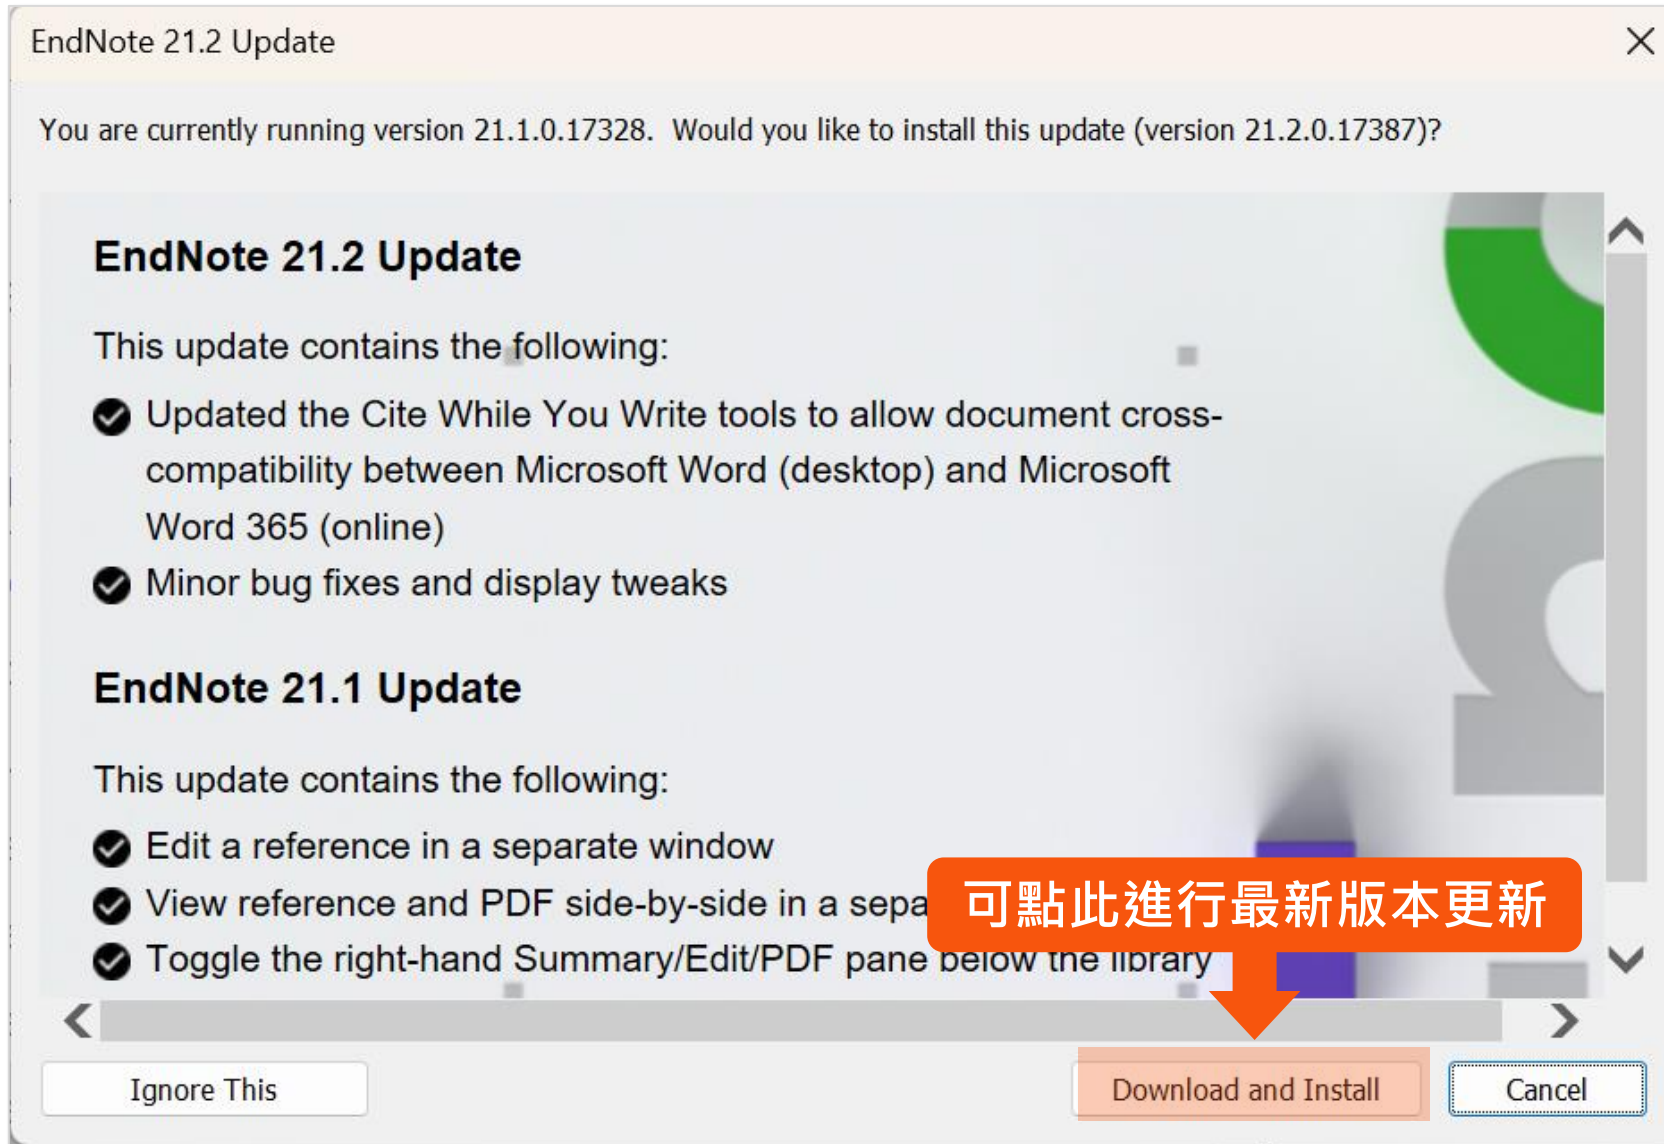 EndNote 21.2 Update
You are currently running version 21.1.0.17328.  Would you like to install this update (version 21.2.0.17387)?
EndNote 21.2 Update
This update contains the following:
Updated the Cite While You Write tools to allow document cross-
compatibility between Microsoft Word (desktop) and Microsoft
Word 365 (online)
Minor bug fixes and display tweaks
EndNote 21.1 Update
This update contains the following:
Edit a reference in a separate window
View reference and PDF side-by-side in a
可點此進行最新版本更新
Toggle the right-hand Summary/Edit/PDF pane below the library
Ignore This
Download and Install
Cancel